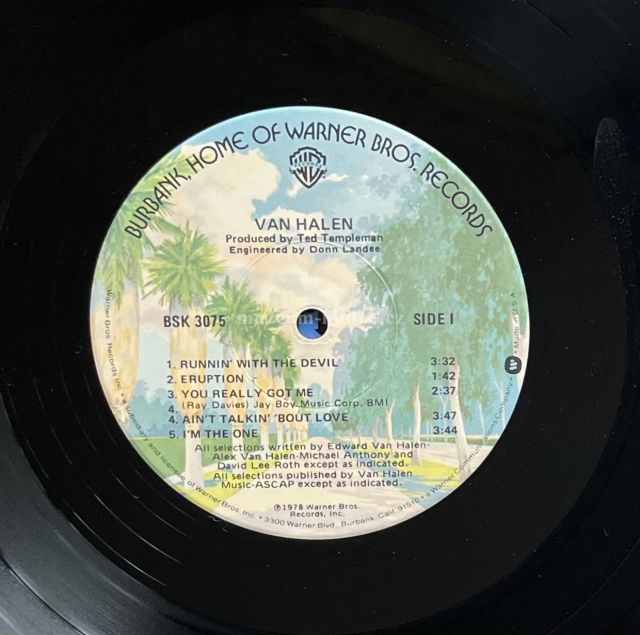 BURBANK, HOME OF WARNER BROS. RECORDS
VAN HALEN
Produced by Ted Templeman
Engineered by Donn Landee
BSK 3075
SIDE I
1. RUNNIN' WITH THE DEVIL 3:32
2. ERUPTION 1:42
3. YOU REALLY GOT ME 2:37
(Ray Davies) Jay Boy Music Corp.-BMI
4.
4. AIN'T TALKIN' 'BOUT LOVE 3:47
5. I'M THE ONE 3:44
All selections written by Edward Van Halen-
Alex Van Halen-Michael Anthony and
David Lee Roth except as indicated.
All selections published by Van Halen
Music-ASCAP except as indicated.
℗1978 Warner Bros.
Records, Inc.
Warner Bros. Records Inc. • a Subsidiary and licensee of Warner Bros. Inc. • 3300 Warner Blvd., Burbank, Calif. 91570 • a Warner Communications Company •
• Made in U.S.A.